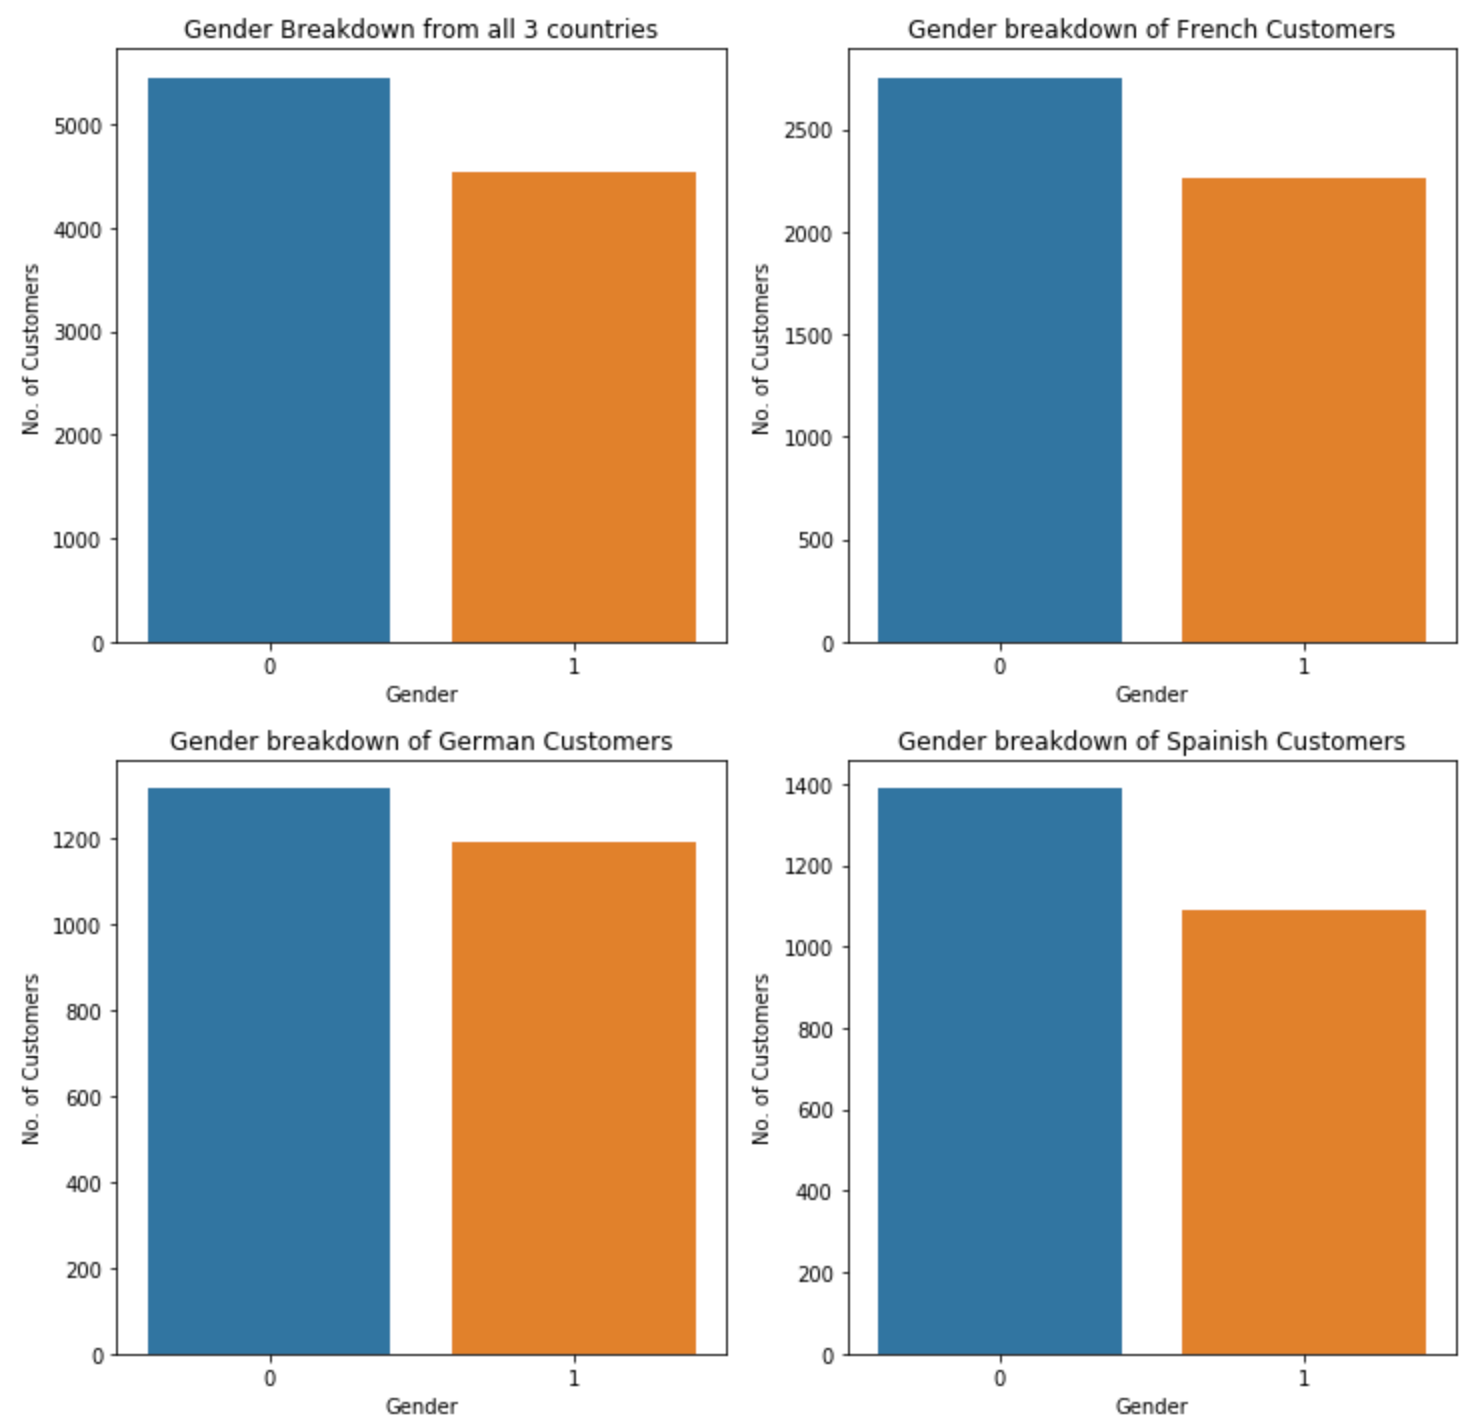 Gender Breakdown from all 3 countries
No. of Customers
5000
4000
3000
2000
1000
0
0 1
Gender
Gender breakdown of French Customers
No. of Customers
2500
2000
1500
1000
500
0
0 1
Gender
Gender breakdown of German Customers
No. of Customers
1200
1000
800
600
400
200
0
0 1
Gender
Gender breakdown of Spainish Customers
No. of Customers
1400
1200
1000
800
600
400
200
0
0 1
Gender